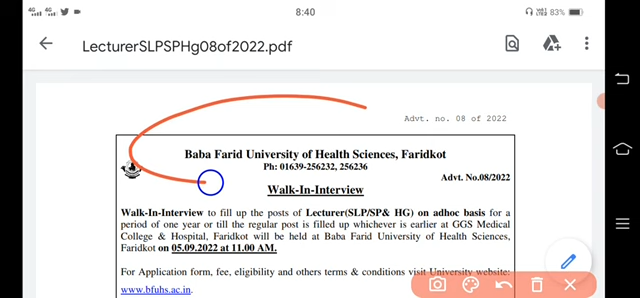 4G 4G 8:40 83%
LecturerSLPSPHg08of2022.pdf
Advt. no. 08 of 2022
Baba Farid University of Health Sciences, Faridkot
Ph: 01639-256232, 256236
Advt. No.08/2022
Walk-In-Interview
Walk-In-Interview to fill up the posts of Lecturer(SLP/SP& HG) on adhoc basis for a
period of one year or till the regular post is filled up whichever is earlier at GGS Medical
College & Hospital, Faridkot will be held at Baba Farid University of Health Sciences,
Faridkot on 05.09.2022 at 11.00 AM.
For Application form, fee, eligibility and others terms & conditions visit University website:
www.bfuhs.ac.in.